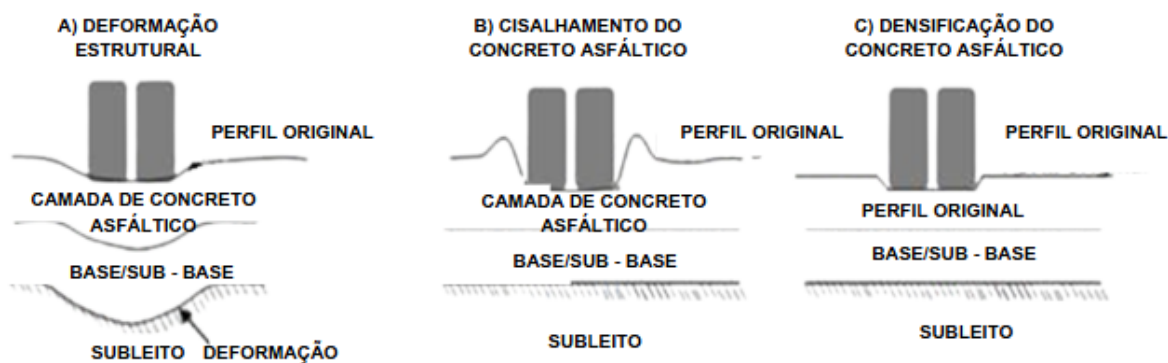 A) DEFORMAÇÃO
ESTRUTURAL
PERFIL ORIGINAL
CAMADA DE CONCRETO
ASFÁLTICO
BASE/SUB - BASE
SUBLEITO
DEFORMAÇÃO
B) CISALHAMENTO DO
CONCRETO ASFÁLTICO
PERFIL ORIGINAL
CAMADA DE CONCRETO
ASFÁLTICO
BASE/SUB - BASE
SUBLEITO
C) DENSIFICAÇÃO DO
CONCRETO ASFÁLTICO
PERFIL ORIGINAL
PERFIL ORIGINAL
BASE/SUB - BASE
SUBLEITO